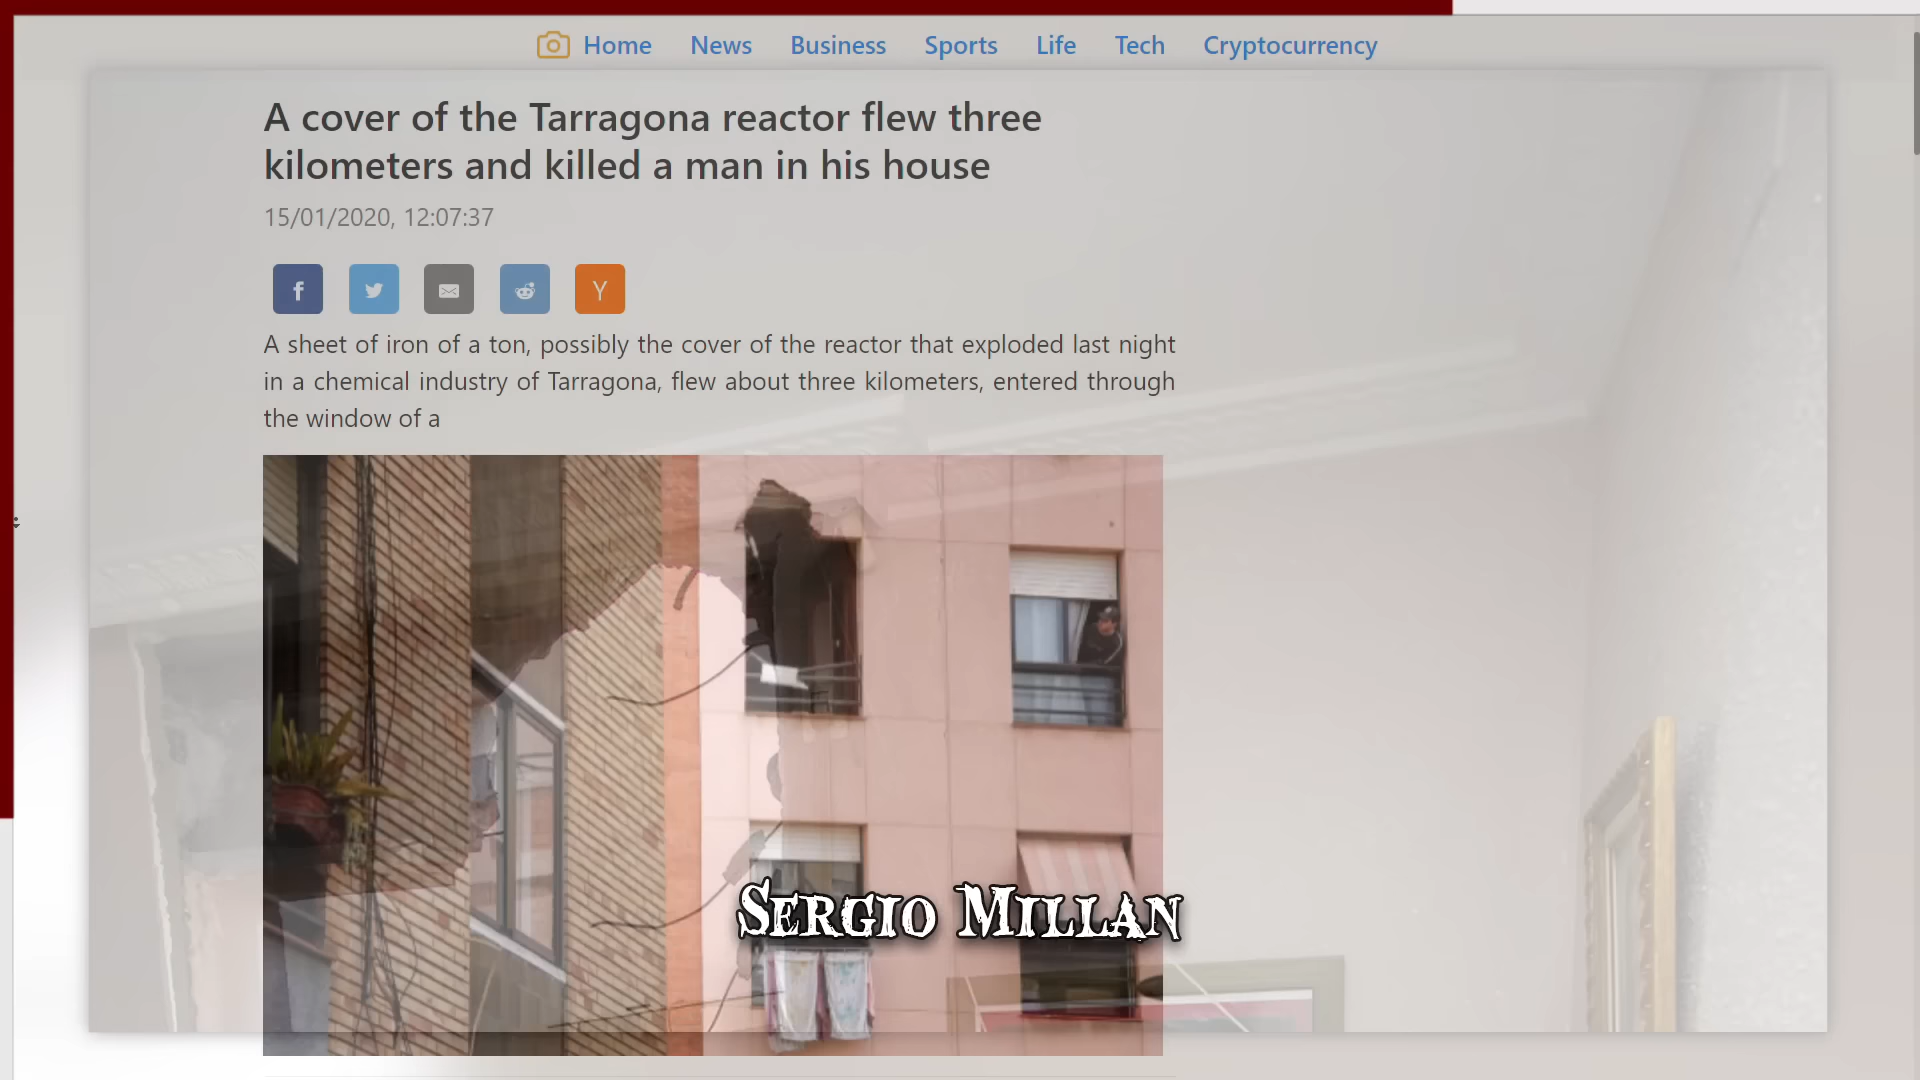 Home News Business Sports Life Tech Cryptocurrency
A cover of the Tarragona reactor flew three
kilometers and killed a man in his house
15/01/2020, 12:07:37
f Y
A sheet of iron of a ton, possibly the cover of the reactor that exploded last night
in a chemical industry of Tarragona, flew about three kilometers, entered through
the window of a
Sergio Millan